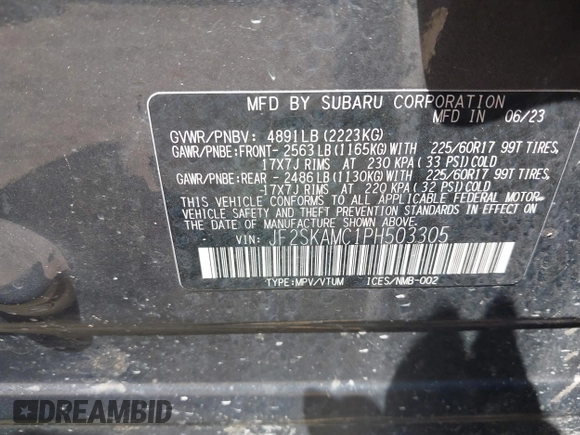 MFD BY SUBARU CORPORATION
MFD IN 06/23
GVWR/PNBV: 4891LB(2223KG)
GAWR/PNBE:FRONT- 2563LB(1165KG)WITH 225/60R17 99T TIRES,
17X7J RIMS AT 230 KPA (33 PSI)COLD
GAWR/PNBE:REAR - 2486LB(1130KG)WITH 225/60R17 99T TIRES,
17X7J RIMS AT 220 KPA (32 PSI)COLD
THIS VEHICLE CONFORMS TO ALL APPLICABLE FEDERAL MOTOR
VEHICLE SAFETY AND THEFT PREVENTION STANDARDS IN EFFECT ON
THE DATE OF MANUFACTURE SHOWN ABOVE.
VIN: JF2SKAMC1PH503305
TYPE:MPV/VTUM ICES/NMB-002
DREAMBID